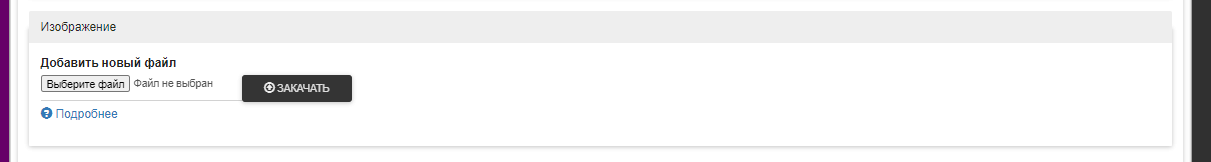 Изображение
Добавить новый файл
Выберите файл Файл не выбран ЗАКАЧАТЬ
Подробнее